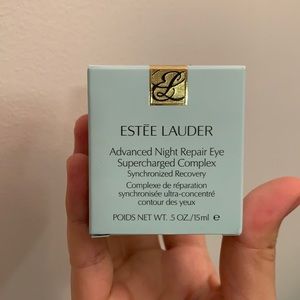 ESTĒE LAUDER
Advanced Night Repair Eye
Supercharged Complex
Synchronized Recovery
Complexe de réparation
synchronisée ultra-concentré
contour des yeux
POIDS NET WT. .5 OZ./15ml e